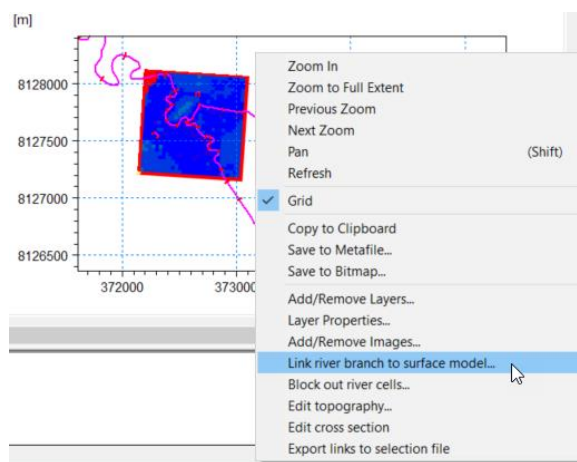 [m]
8128000
8127500
8127000
8126500
372000
373000
Zoom In
Zoom to Full Extent
Previous Zoom
Next Zoom
Pan (Shift)
Refresh
Grid
Copy to Clipboard
Save to Metafile...
Save to Bitmap...
Add/Remove Layers...
Layer Properties...
Add/Remove Images...
Link river branch to surface model...
Block out river cells...
Edit topography...
Edit cross section
Export links to selection file